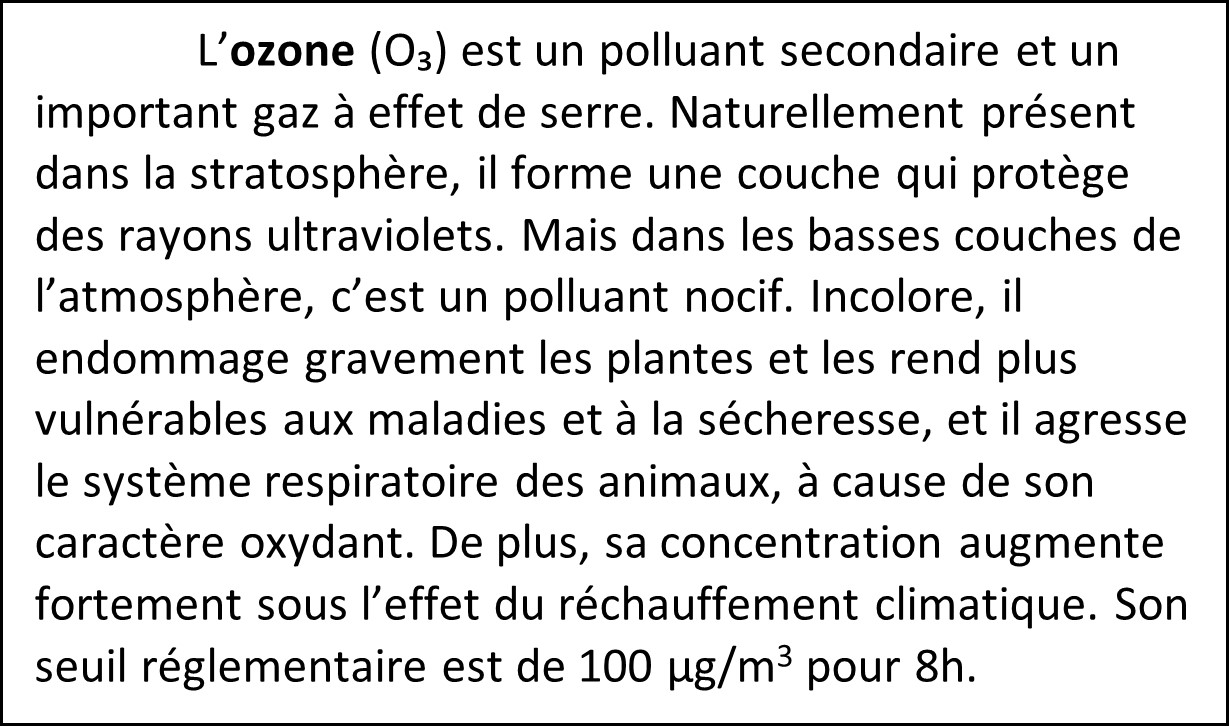 L’ozone (O₃) est un polluant secondaire et un
important gaz à effet de serre. Naturellement présent
dans la stratosphère, il forme une couche qui protège
des rayons ultraviolets. Mais dans les basses couches de
l’atmosphère, c’est un polluant nocif. Incolore, il
endommage gravement les plantes et les rend plus
vulnérables aux maladies et à la sécheresse, et il agresse
le système respiratoire des animaux, à cause de son
caractère oxydant. De plus, sa concentration augmente
fortement sous l’effet du réchauffement climatique. Son
seuil réglementaire est de 100 µg/m³ pour 8h.